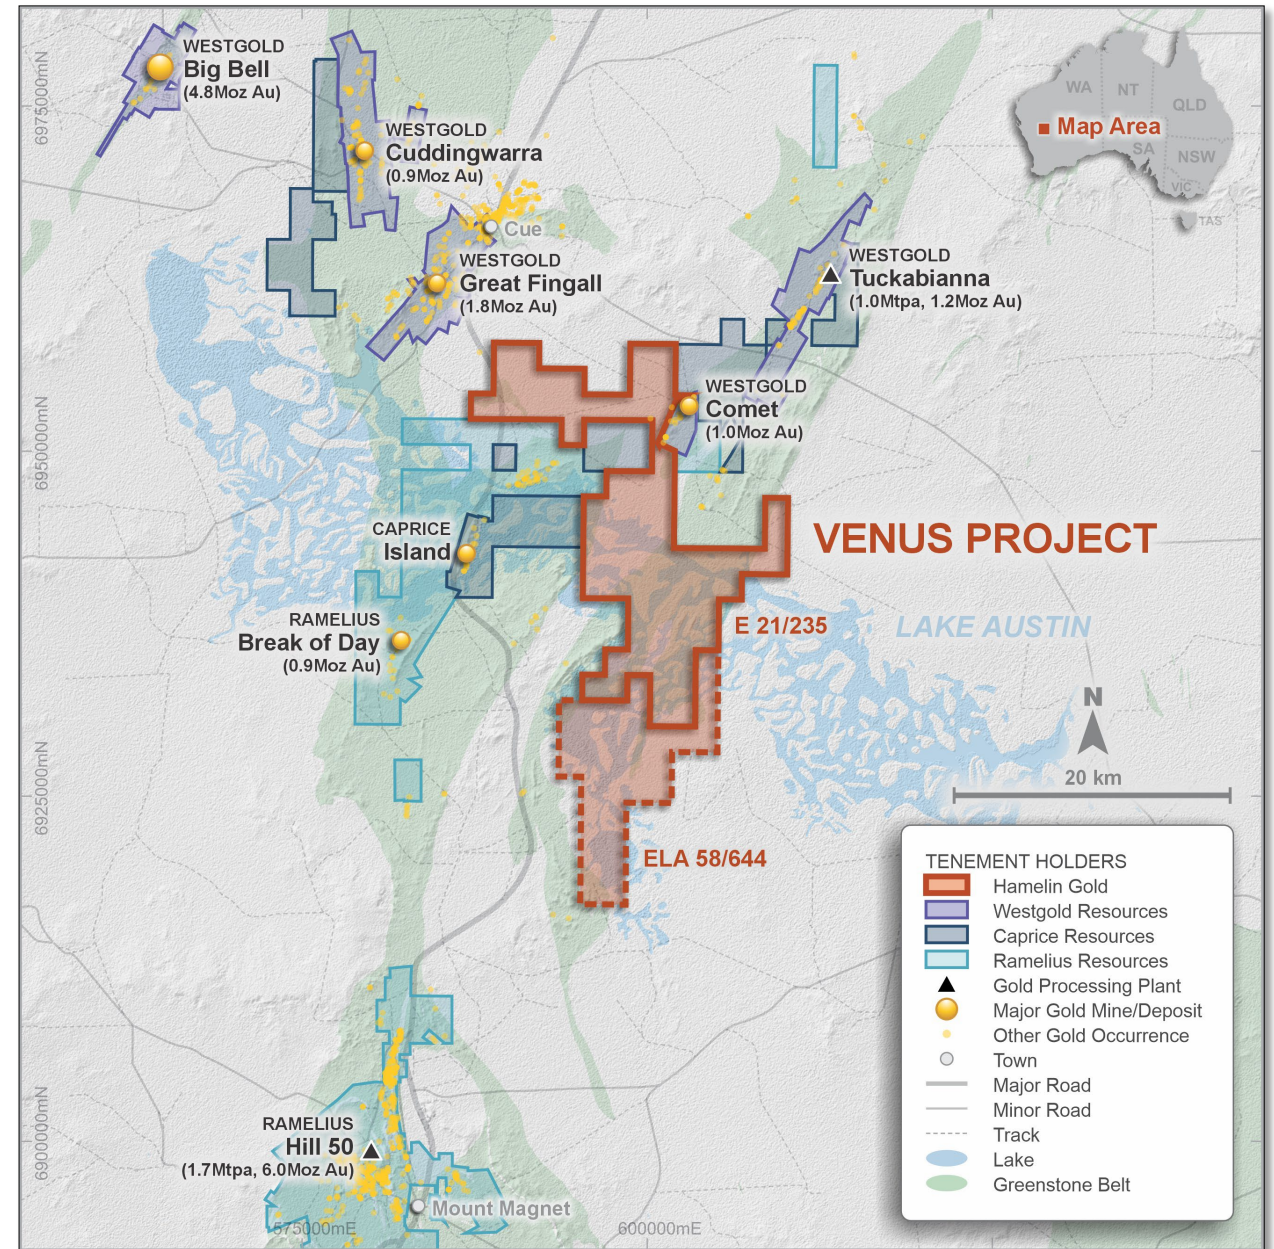 WESTGOLD
Big Bell
(4.8Moz Au)
WESTGOLD
Cuddingwarra
(0.9Moz Au)
Cue
WESTGOLD
Great Fingall
(1.8Moz Au)
WESTGOLD
Tuckabianna
(1.0Mtpa, 1.2Moz Au)
WA
NT
QLD
Map Area
SA
NSW
VIC
TAS
6975000mN
6950000mN
6925000mN
6900000mN
WESTGOLD
Comet
(1.0Moz Au)
CAPRICE
Island
VENUS PROJECT
RAMELIUS
Break of Day
(0.9Moz Au)
E 21/235
LAKE AUSTIN
N
20 km
ELA 58/644
TENEMENT HOLDERS
Hamelin Gold
Westgold Resources
Caprice Resources
Ramelius Resources
Gold Processing Plant
Major Gold Mine/Deposit
Other Gold Occurrence
Town
Major Road
Minor Road
Track
Lake
Greenstone Belt
RAMELIUS
Hill 50
(1.7Mtpa, 6.0Moz Au)
Mount Magnet
575000mE
600000mE